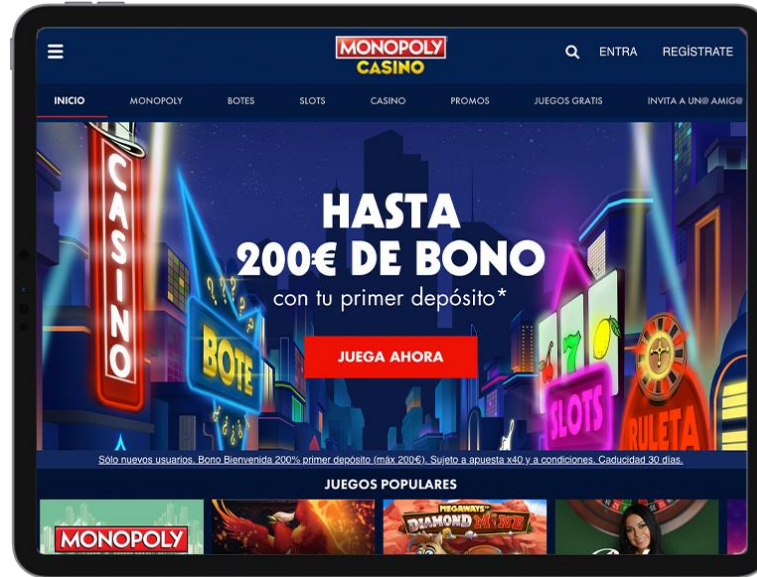 MONOPOLY
CASINO
ENTRA
REGÍSTRATE
INICIO
MONOPOLY
BOTES
SLOTS
CASINO
PROMOS
JUEGOS GRATIS
INVITA A UN@ AMIG@
CASINO
BOTE
HASTA
200€ DE BONO
con tu primer depósito*
JUEGA AHORA
SLOTS
RULETA
Sólo nuevos usuarios. Bono Bienvenida 200% primer depósito (máx 200€). Sujeto a apuesta x40 y a condiciones. Caducidad 30 días.
JUEGOS POPULARES
MONOPOLY
MEGAWAYS
DIAMOND MINE